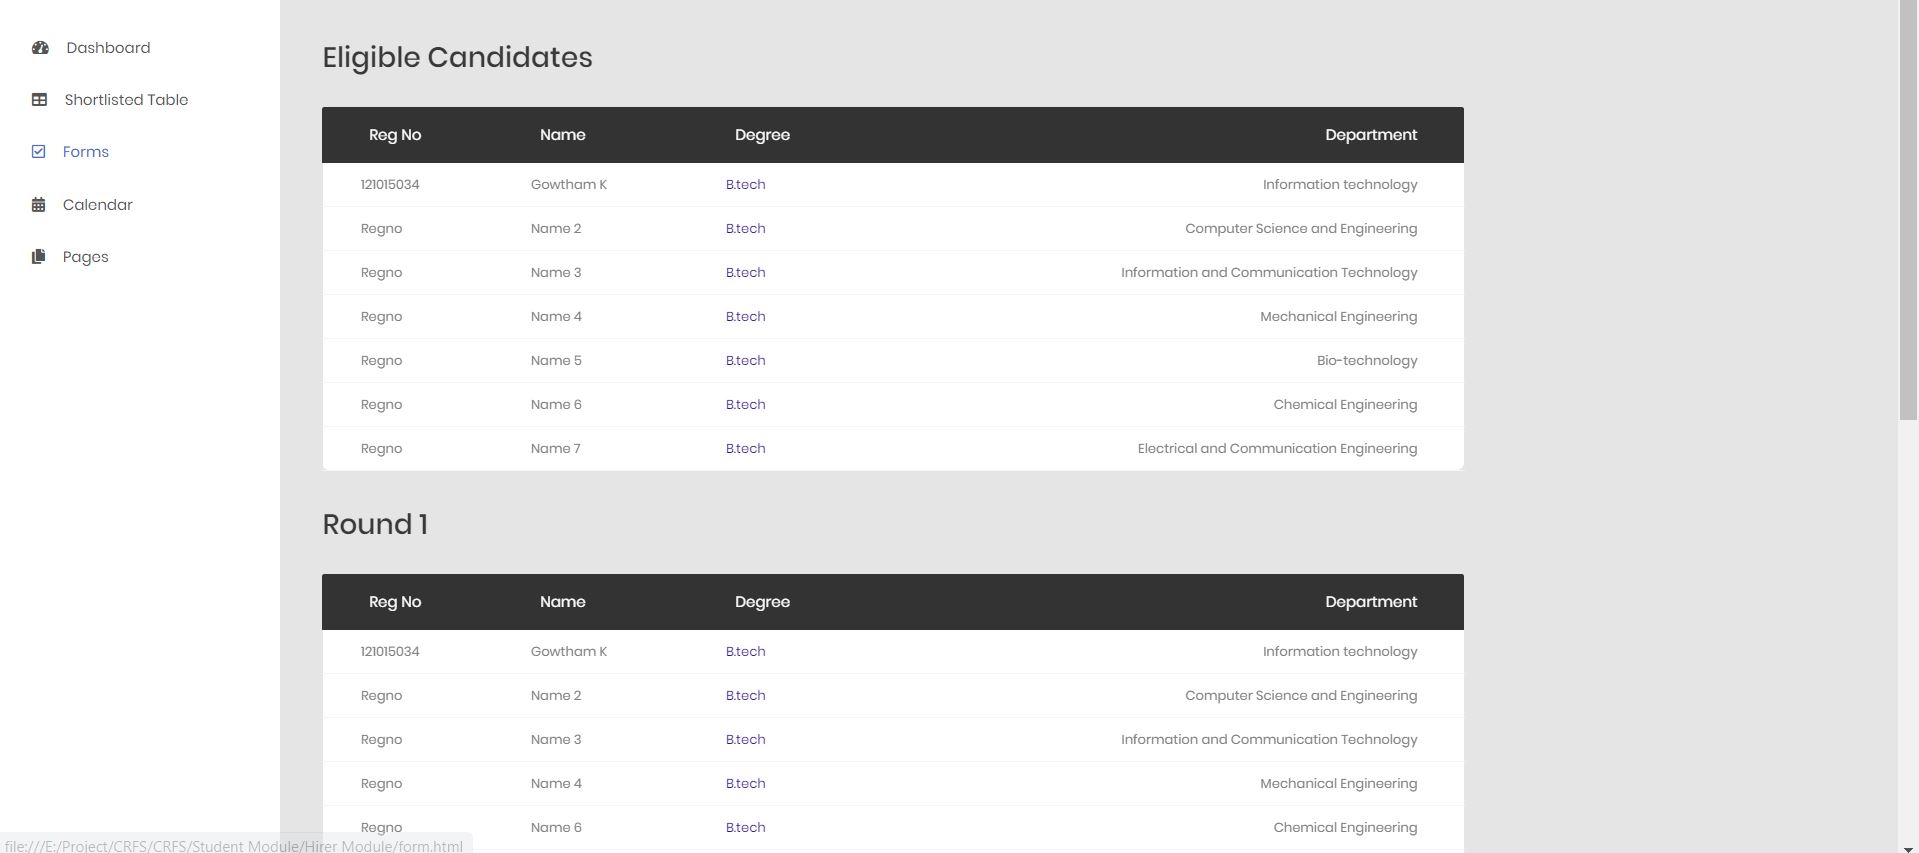 Dashboard
Shortlisted Table
Forms
Calendar
Pages
Eligible Candidates
Reg No Name Degree Department
121015034 Gowtham K B.tech Information technology
Regno Name 2 B.tech Computer Science and Engineering
Regno Name 3 B.tech Information and Communication Technology
Regno Name 4 B.tech Mechanical Engineering
Regno Name 5 B.tech Bio-technology
Regno Name 6 B.tech Chemical Engineering
Regno Name 7 B.tech Electrical and Communication Engineering
Round 1
Reg No Name Degree Department
121015034 Gowtham K B.tech Information technology
Regno Name 2 B.tech Computer Science and Engineering
Regno Name 3 B.tech Information and Communication Technology
Regno Name 4 B.tech Mechanical Engineering
Regno Name 6 B.tech Chemical Engineering
file:///E:/Project/CRFS/CRFS/Student Module/Hirer Module/form.html